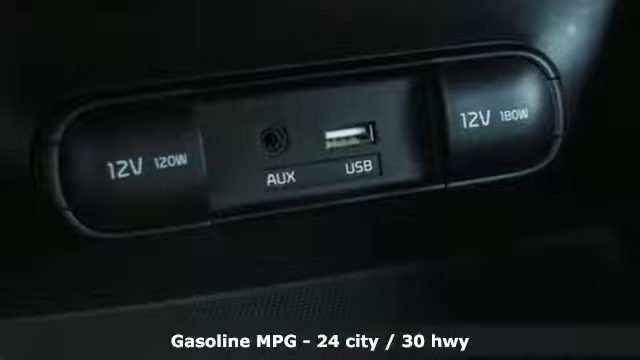 12V 120W
AUX
USB
12V 180W
Gasoline MPG - 24 city / 30 hwy